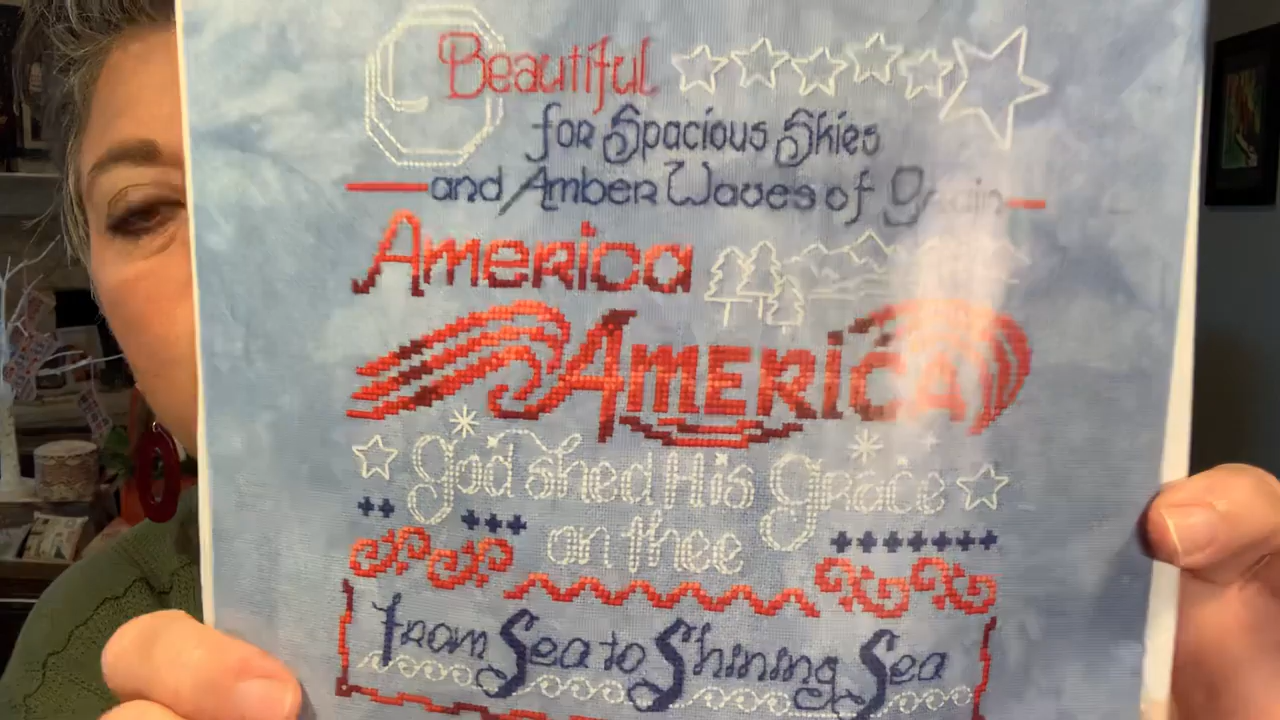 O Beautiful
for Spacious Skies
and Amber Waves of Grain
America
AMERICA
God shed His Grace
on thee
from Sea to Shining Sea